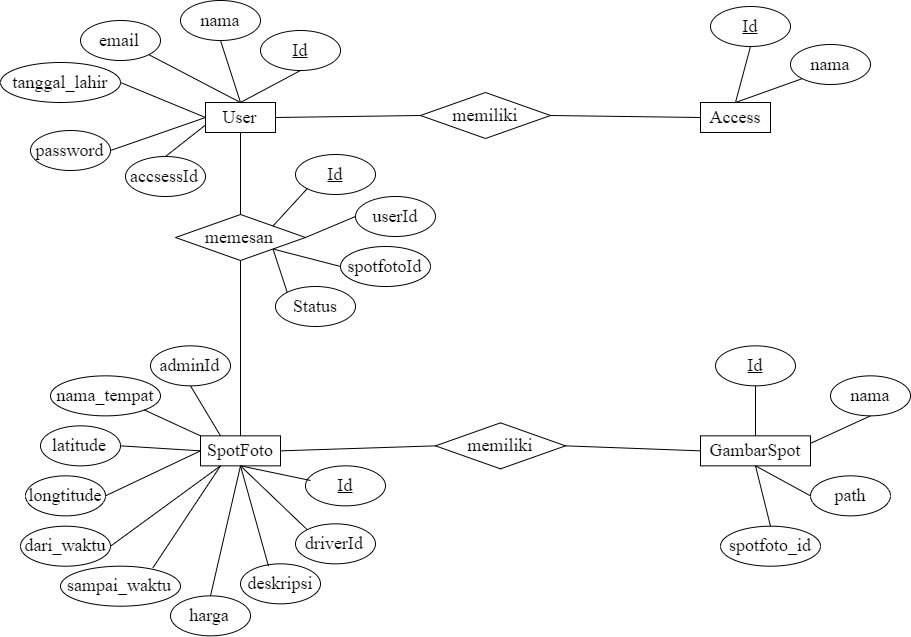 nama
Id
email
tanggal_lahir
password
accsessId
User
memiliki
Id
nama
Access
memesan
Id
userId
spotfotoId
Status
adminId
nama_tempat
latitude
longtitude
dari_waktu
sampai_waktu
harga
deskripsi
driverId
Id
SpotFoto
memiliki
Id
nama
GambarSpot
path
spotfoto_id